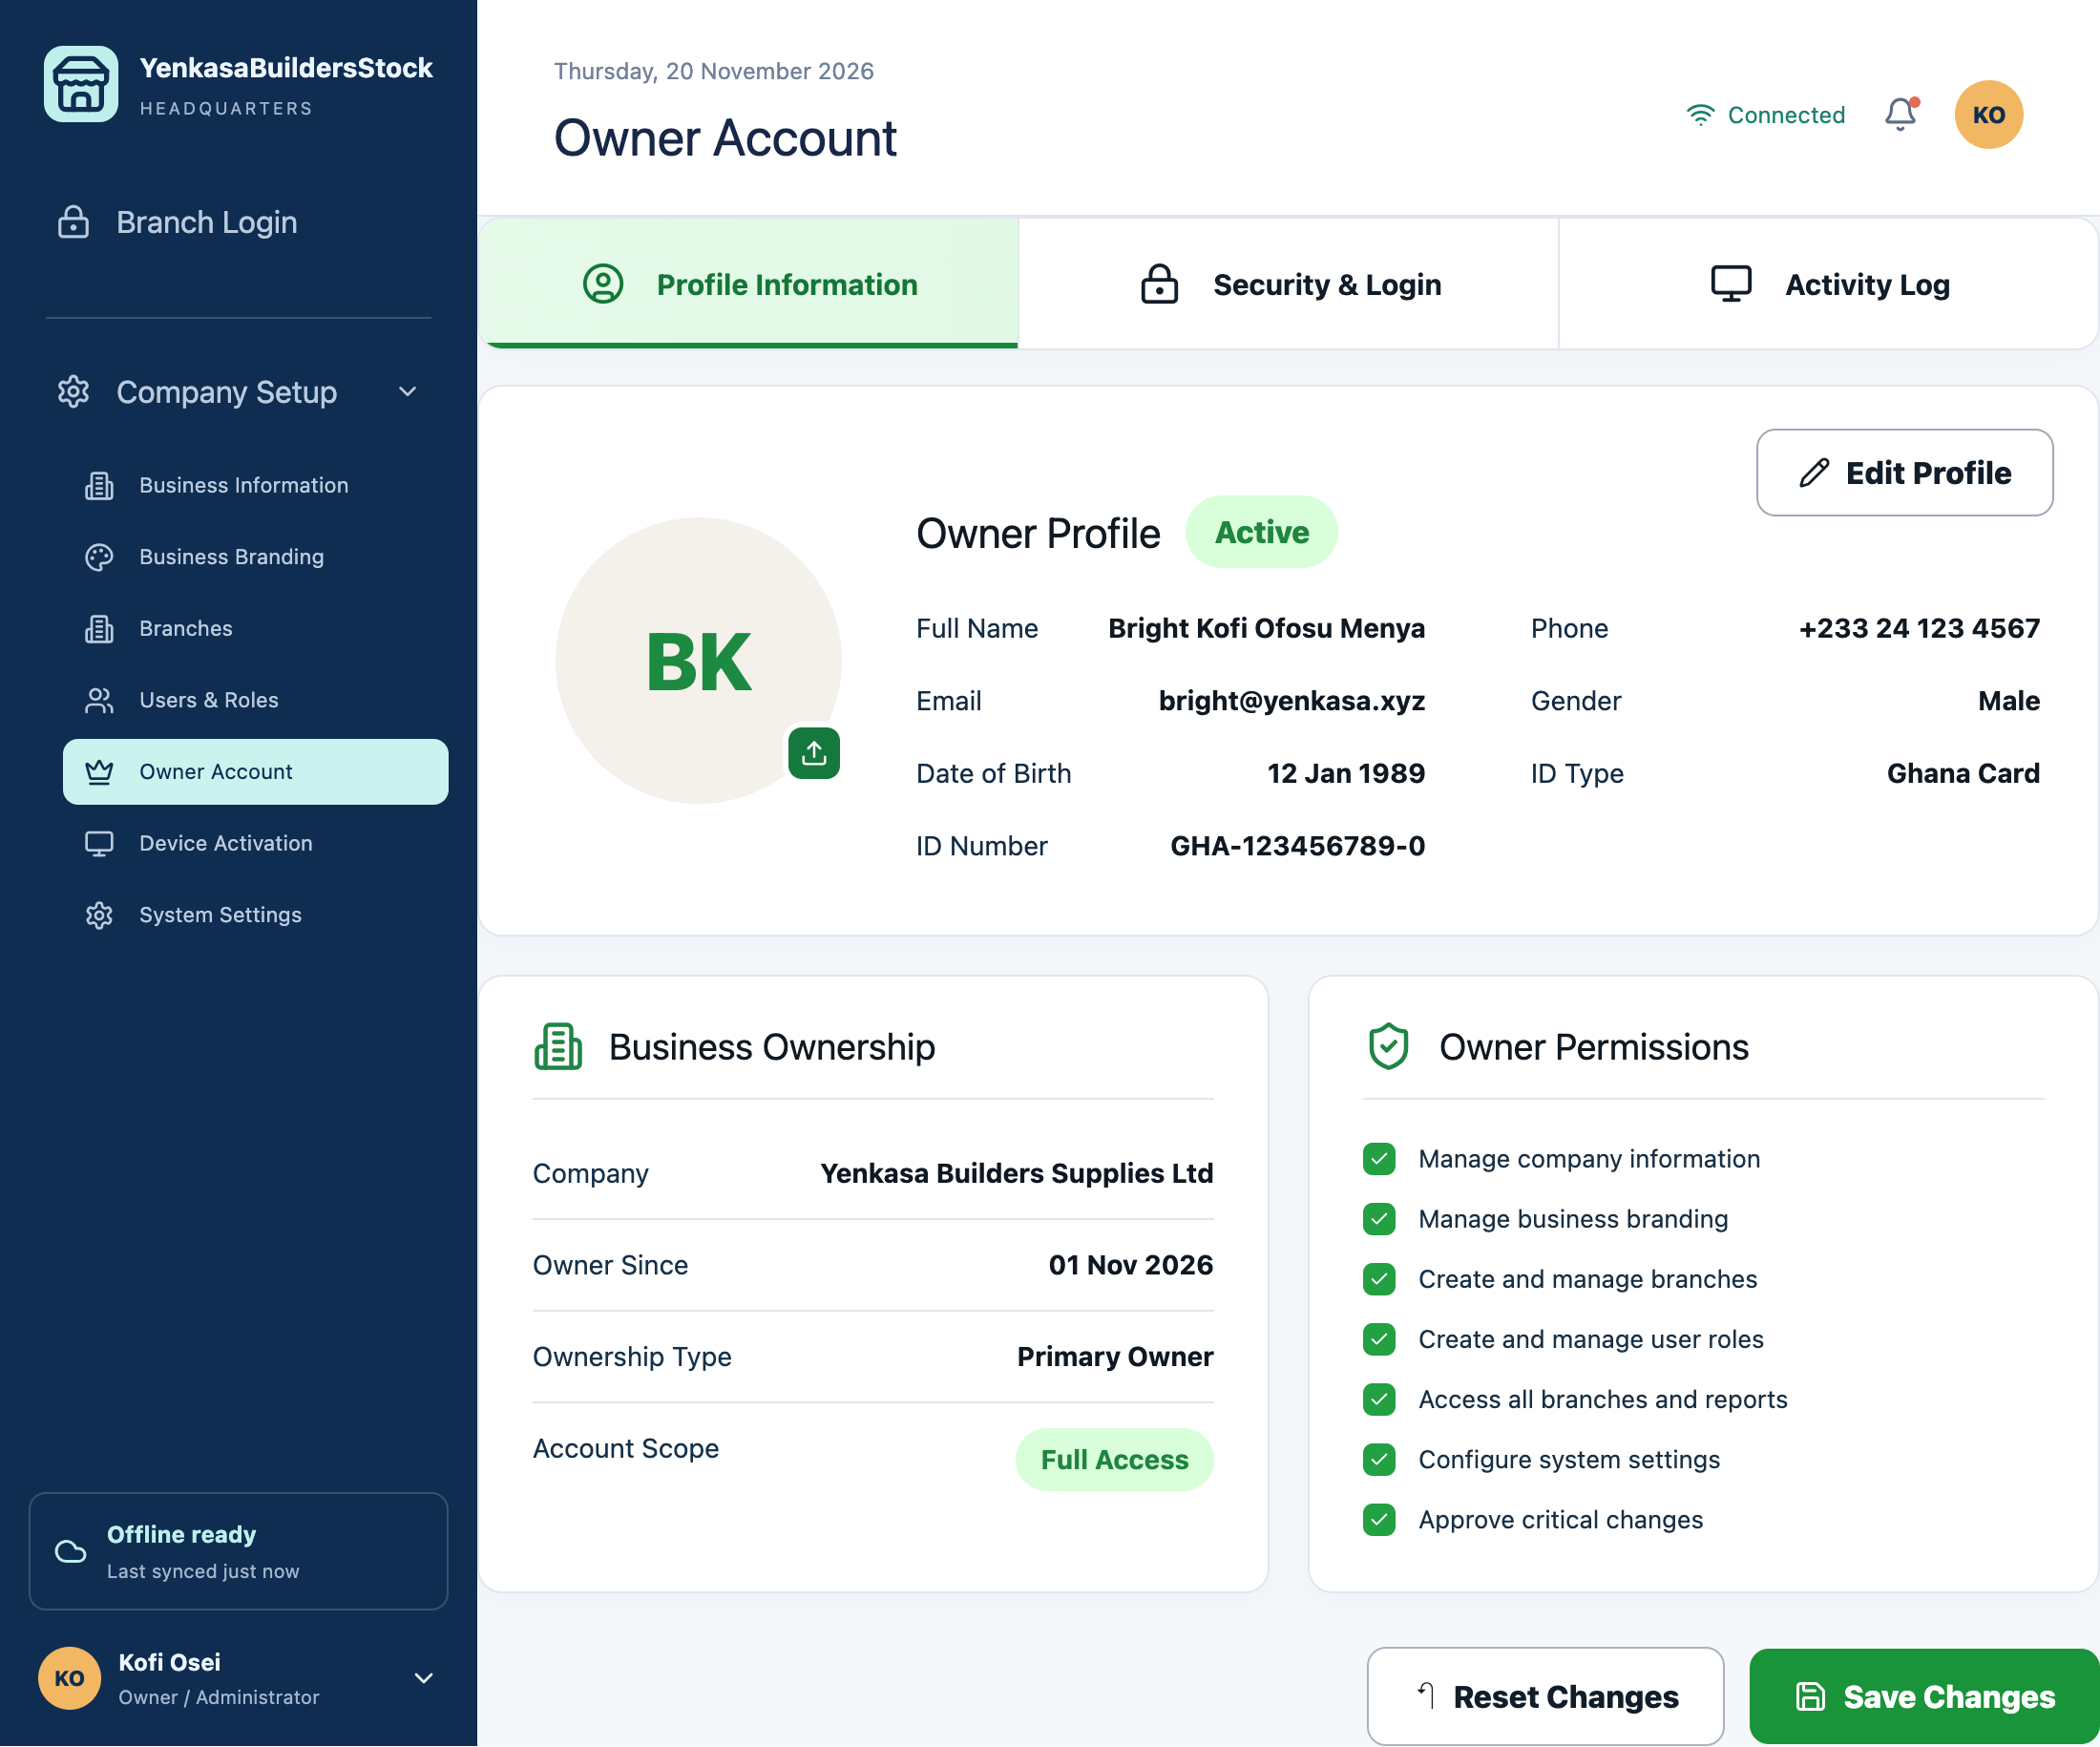 YenkasaBuildersStock
HEADQUARTERS
Branch Login
Company Setup
Business Information
Business Branding
Branches
Users & Roles
Owner Account
Device Activation
System Settings
Offline ready
Last synced just now
KO
Kofi Osei
Owner / Administrator
Thursday, 20 November 2026
Owner Account
Connected
KO
Profile Information
Security & Login
Activity Log
Edit Profile
BK
Owner Profile
Active
Full Name Bright Kofi Ofosu Menya
Phone +233 24 123 4567
Email bright@yenkasa.xyz
Gender Male
Date of Birth 12 Jan 1989
ID Type Ghana Card
ID Number GHA-123456789-0
Business Ownership
Company Yenkasa Builders Supplies Ltd
Owner Since 01 Nov 2026
Ownership Type Primary Owner
Account Scope Full Access
Owner Permissions
Manage company information
Manage business branding
Create and manage branches
Create and manage user roles
Access all branches and reports
Configure system settings
Approve critical changes
Reset Changes
Save Changes